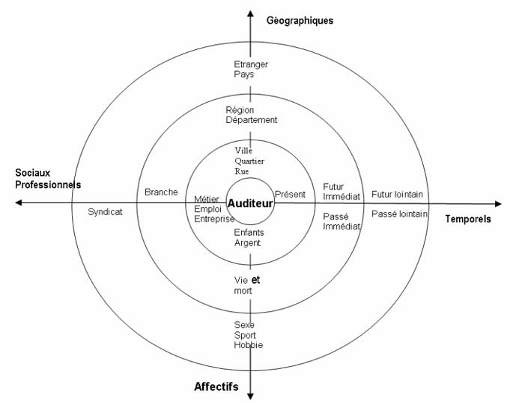 Gèographiques
Etranger
Pays
Région
Département
Ville
Quartier
Rue
Sociaux
Professionnels
Syndicat
Branche
Métier
Emploi
Entreprise
Auditeur
Présent
Futur
Immédiat
Passé
Immédiat
Futur lointain
Passé lointain
Temporels
Enfants
Argent
Vie et
mort
Sexe
Sport
Hobbie
Affectifs